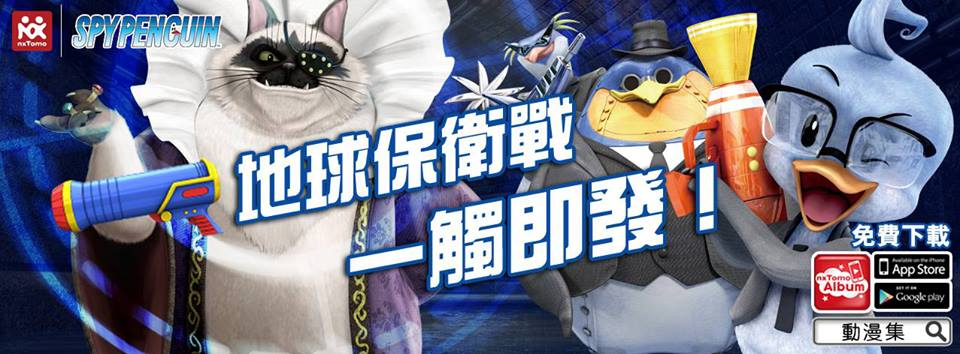 nxTomo
SPYPENGUIN
地球保衛戰
一觸即發！
免費下載
nxTomo
Album
Available on the iPhone
App Store
GET IT ON
Google play
動漫集